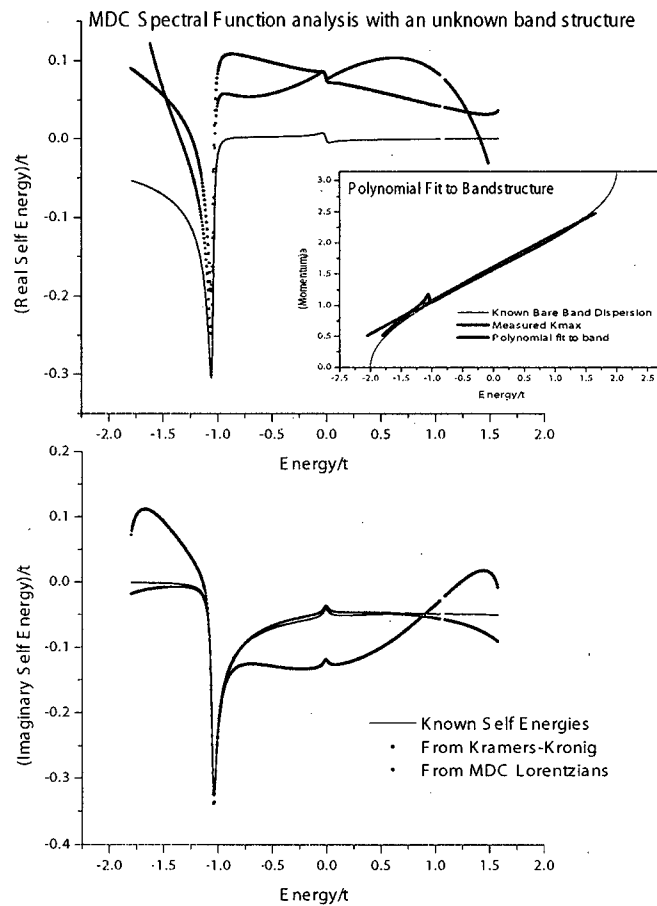 MDC Spectral Function analysis with an unknown band structure
(Real Self Energy)/t
0.1
0.0
-0.1
-0.2
-0.3
-2.0 -1.5 -1.0 -0.5 0.0 0.5 1.0 1.5 2.0
Energy/t
Polynomial Fit to Bandstructure
(Momentum)a
3.0
2.5
2.0
1.5
1.0
0.5
0.0
Known Bare Band Dispersion
Measured Kmax
Polynomial fit to band
-2.5 -2.0 -1.5 -1.0 -0.5 0.0 0.5 1.0 1.5 2.0 2.5
Energy/t
(Imaginary Self Energy)/t
0.2
0.1
0.0
-0.1
-0.2
-0.3
-0.4
Known Self Energies
From Kramers-Kronig
From MDC Lorentzians
-2.0 -1.5 -1.0 -0.5 0.0 0.5 1.0 1.5 2.0
Energy/t